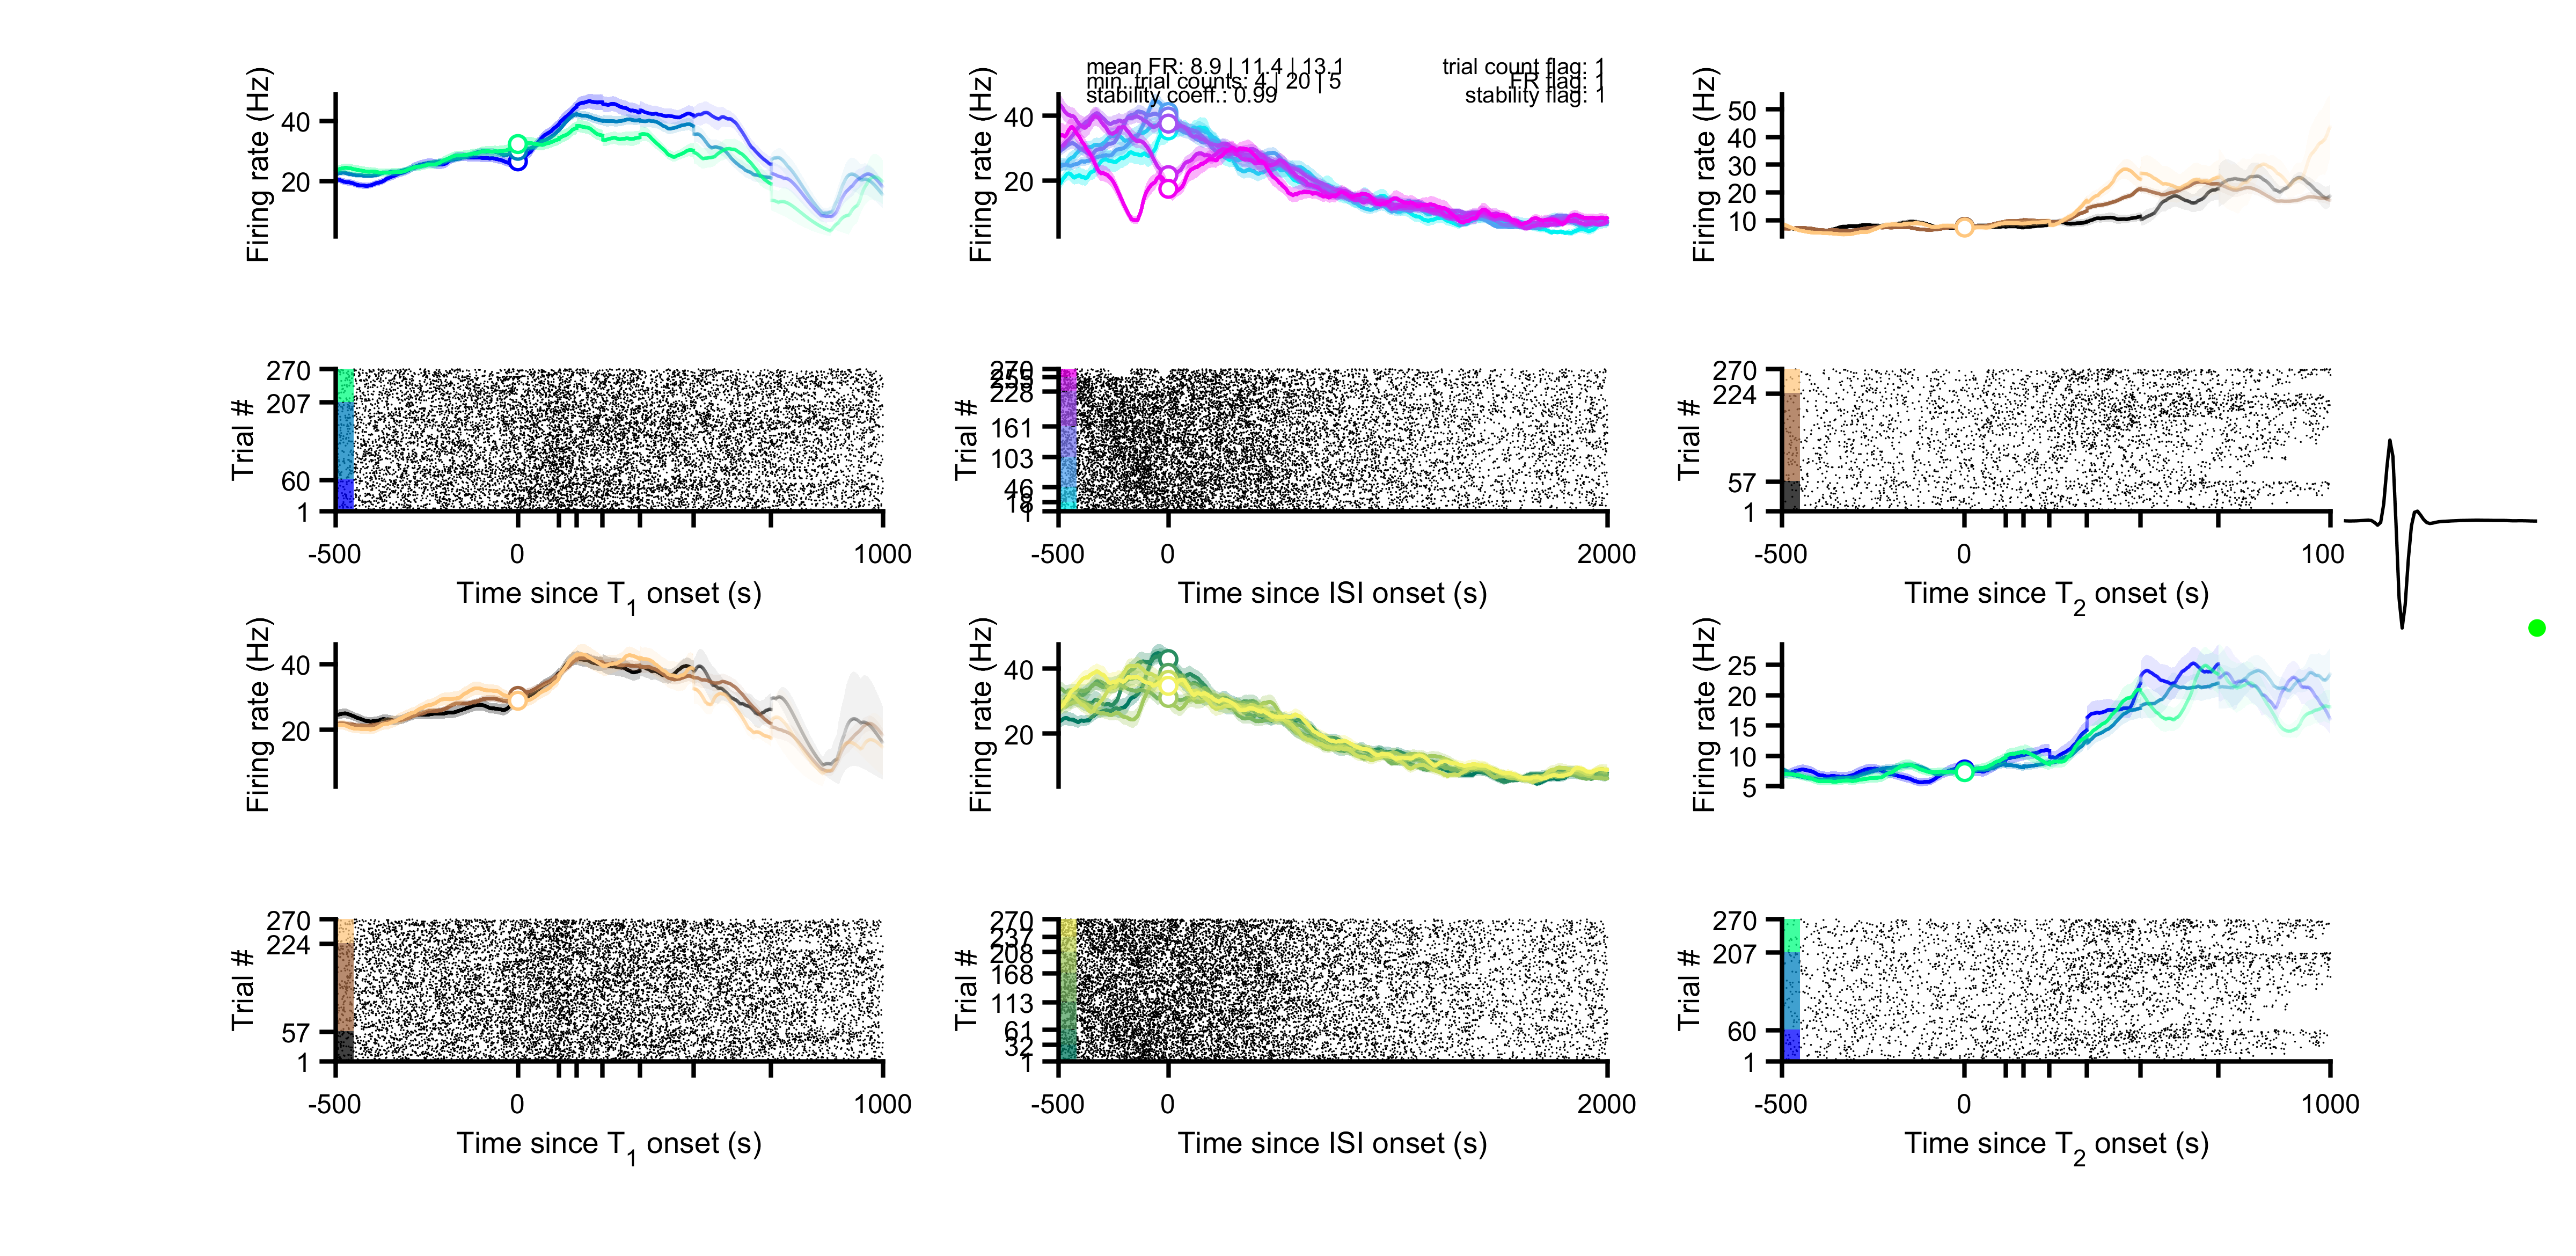 mean FR: 8.9 | 11.4 | 13.1
min. trial counts: 4 | 20 | 5
stability coeff.: 0.99
trial count flag: 1
FR flag: 1
stability flag: 1
Firing rate (Hz)
40
20
Firing rate (Hz)
40
20
Firing rate (Hz)
50
40
30
20
10
Trial #
270
207
60
1
-500
0
1000
Time since T1 onset (s)
Trial #
270
228
161
103
46
1
-500
0
2000
Time since ISI onset (s)
Trial #
270
224
57
1
-500
0
100
Time since T2 onset (s)
Firing rate (Hz)
40
20
Firing rate (Hz)
40
20
Firing rate (Hz)
25
20
15
10
5
Trial #
270
224
57
1
-500
0
1000
Time since T1 onset (s)
Trial #
270
237
208
168
113
61
32
1
-500
0
2000
Time since ISI onset (s)
Trial #
270
207
60
1
-500
0
1000
Time since T2 onset (s)